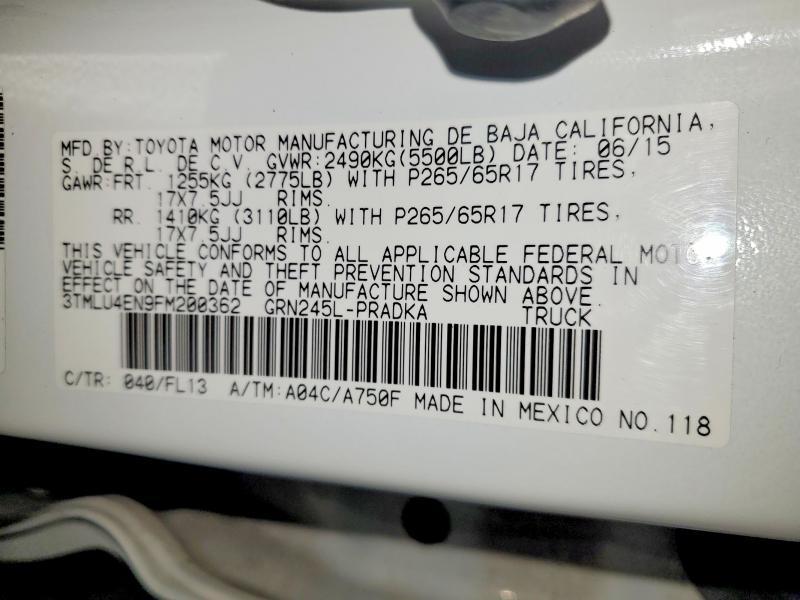 MFD. BY: TOYOTA MOTOR MANUFACTURING DE BAJA CALIFORNIA,
S. DE R.L. DE C.V. GVWR:2490KG(5500LB) DATE: 06/15
GAWR:FRT. 1255KG (2775LB) WITH P265/65R17 TIRES,
17X7.5JJ RIMS.
RR. 1410KG (3110LB) WITH P265/65R17 TIRES,
17X7.5JJ RIMS.
THIS VEHICLE CONFORMS TO ALL APPLICABLE FEDERAL MOTOR
VEHICLE SAFETY AND THEFT PREVENTION STANDARDS IN
EFFECT ON THE DATE OF MANUFACTURE SHOWN ABOVE.
3TMLU4EN9FM200362 GRN245L-PRADKA TRUCK
C/TR: 040/FL13 A/TM:A04C/A750F MADE IN MEXICO NO.118